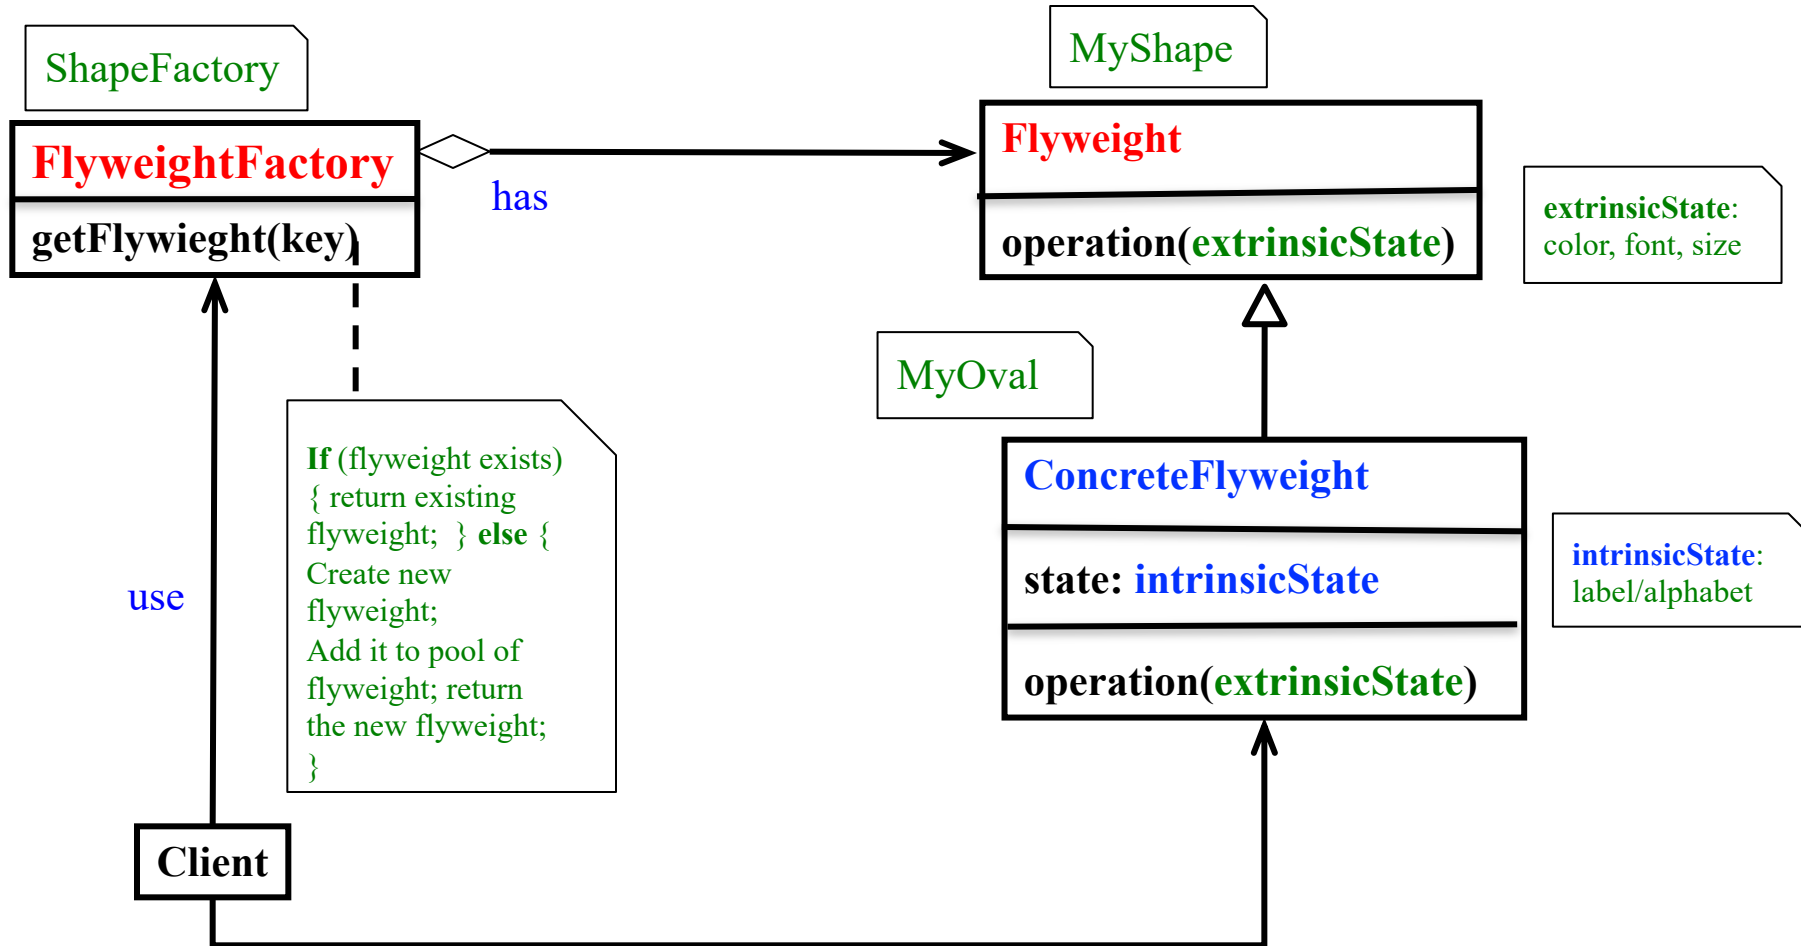 ShapeFactory
MyShape
FlyweightFactory
getFlywieght(key)
has
Flyweight
operation(extrinsicState)
extrinsicState:
color, font, size
MyOval
If (flyweight exists)
{ return existing
flyweight;  } else {
Create new
flyweight;
Add it to pool of
flyweight; return
the new flyweight;
}
ConcreteFlyweight
state: intrinsicState
operation(extrinsicState)
intrinsicState:
label/alphabet
use
Client